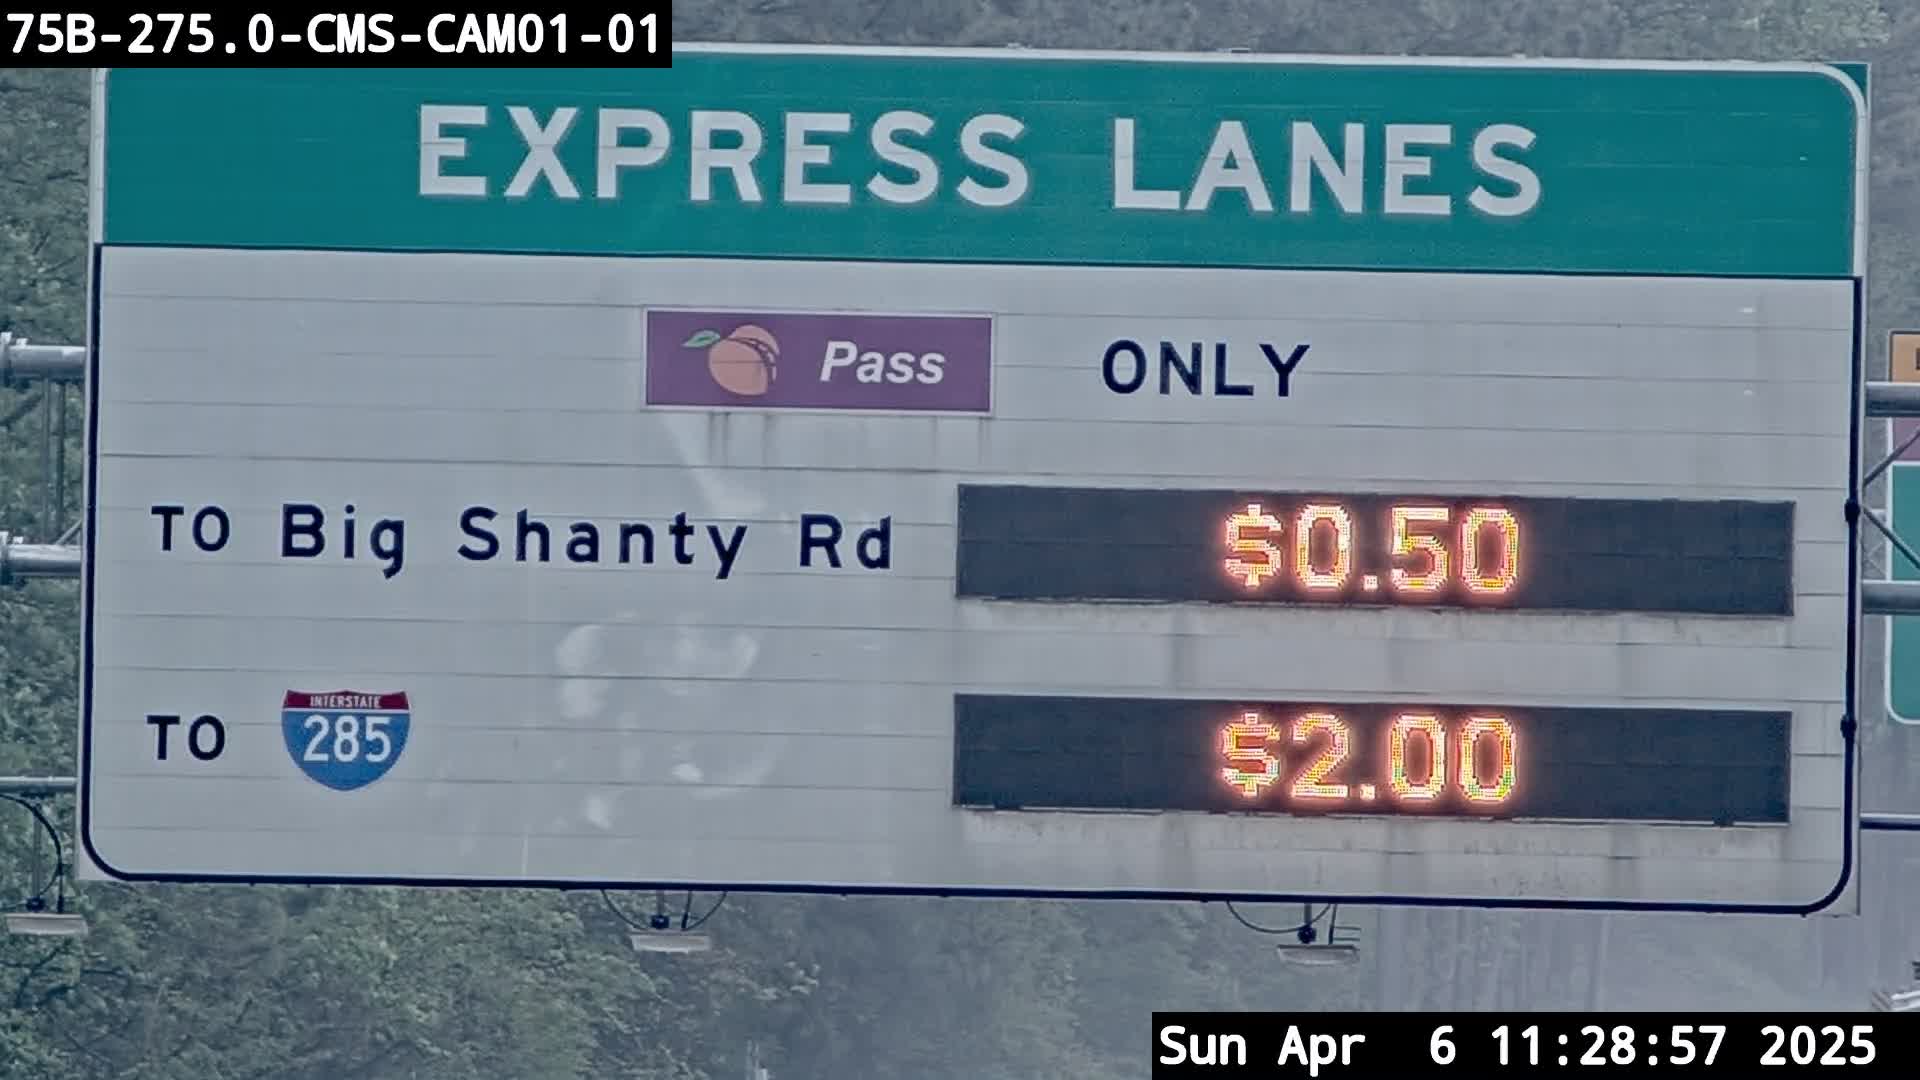 75B-275.0-CMS-CAM01-01
EXPRESS LANES
Pass ONLY
TO Big Shanty Rd $0.50
TO INTERSTATE 285 $2.00
Sun Apr 6 11:28:57 2025